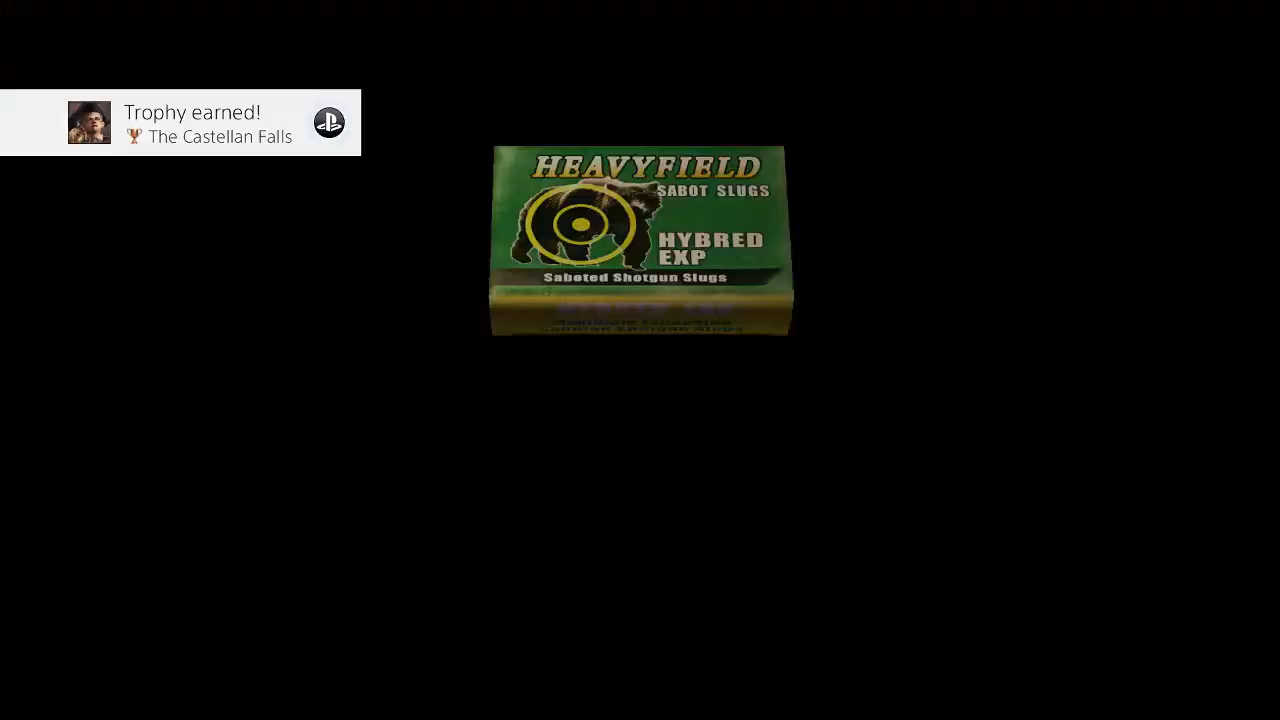 Trophy earned!
The Castellan Falls
HEAVYFIELD
SABOT SLUGS
HYBRED
EXP
Saboted Shotgun Slugs